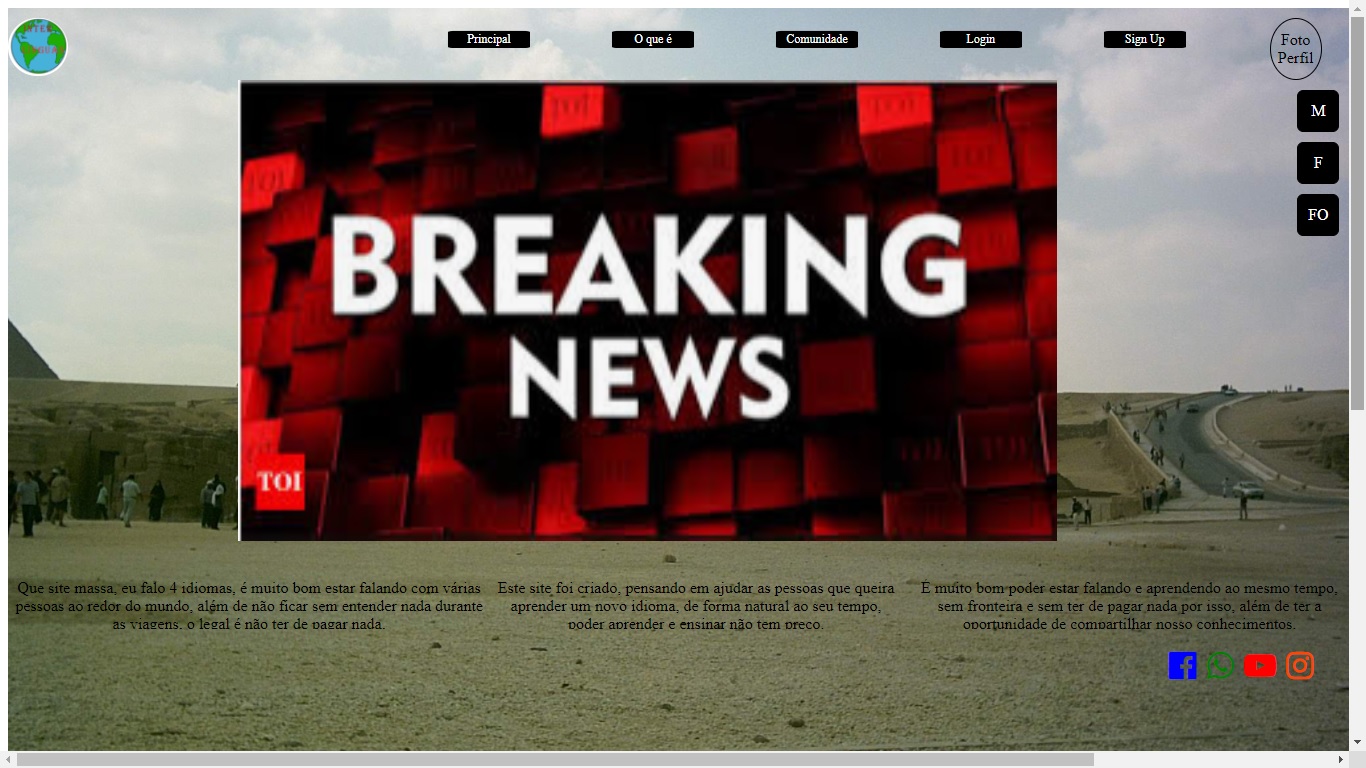 INTER
Principal
O que é
Comunidade
Login
Sign Up
Foto
Perfil
M
F
FO
TOI
TOI
TOI
BREAKING
NEWS
TOI
Que site massa, eu falo 4 idiomas, é muito bom estar falando com várias
pessoas ao redor do mundo, além de não ficar sem entender nada durante
as viagens, o legal é não ter de pagar nada.
Este site foi criado, pensando em ajudar as pessoas que queira
aprender um novo idioma, de forma natural ao seu tempo,
poder aprender e ensinar não tem preço.
É muito bom poder estar falando e aprendendo ao mesmo tempo,
sem fronteira e sem ter de pagar nada por isso, além de ter a
oportunidade de compartilhar nosso conhecimentos.